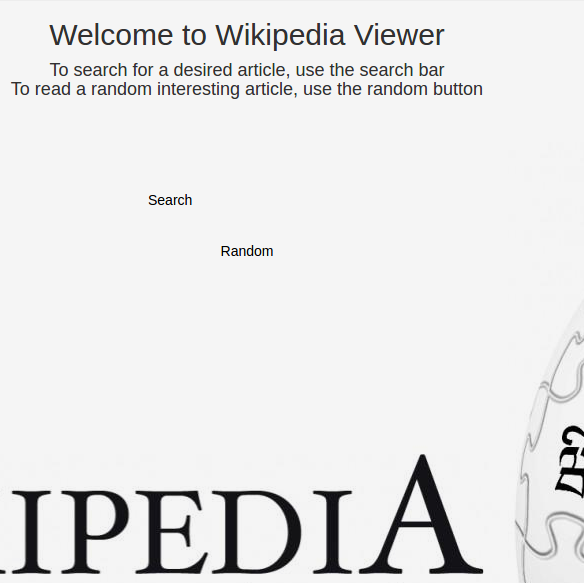 Welcome to Wikipedia Viewer
To search for a desired article, use the search bar
To read a random interesting article, use the random button
Search
Random
IPEDIA